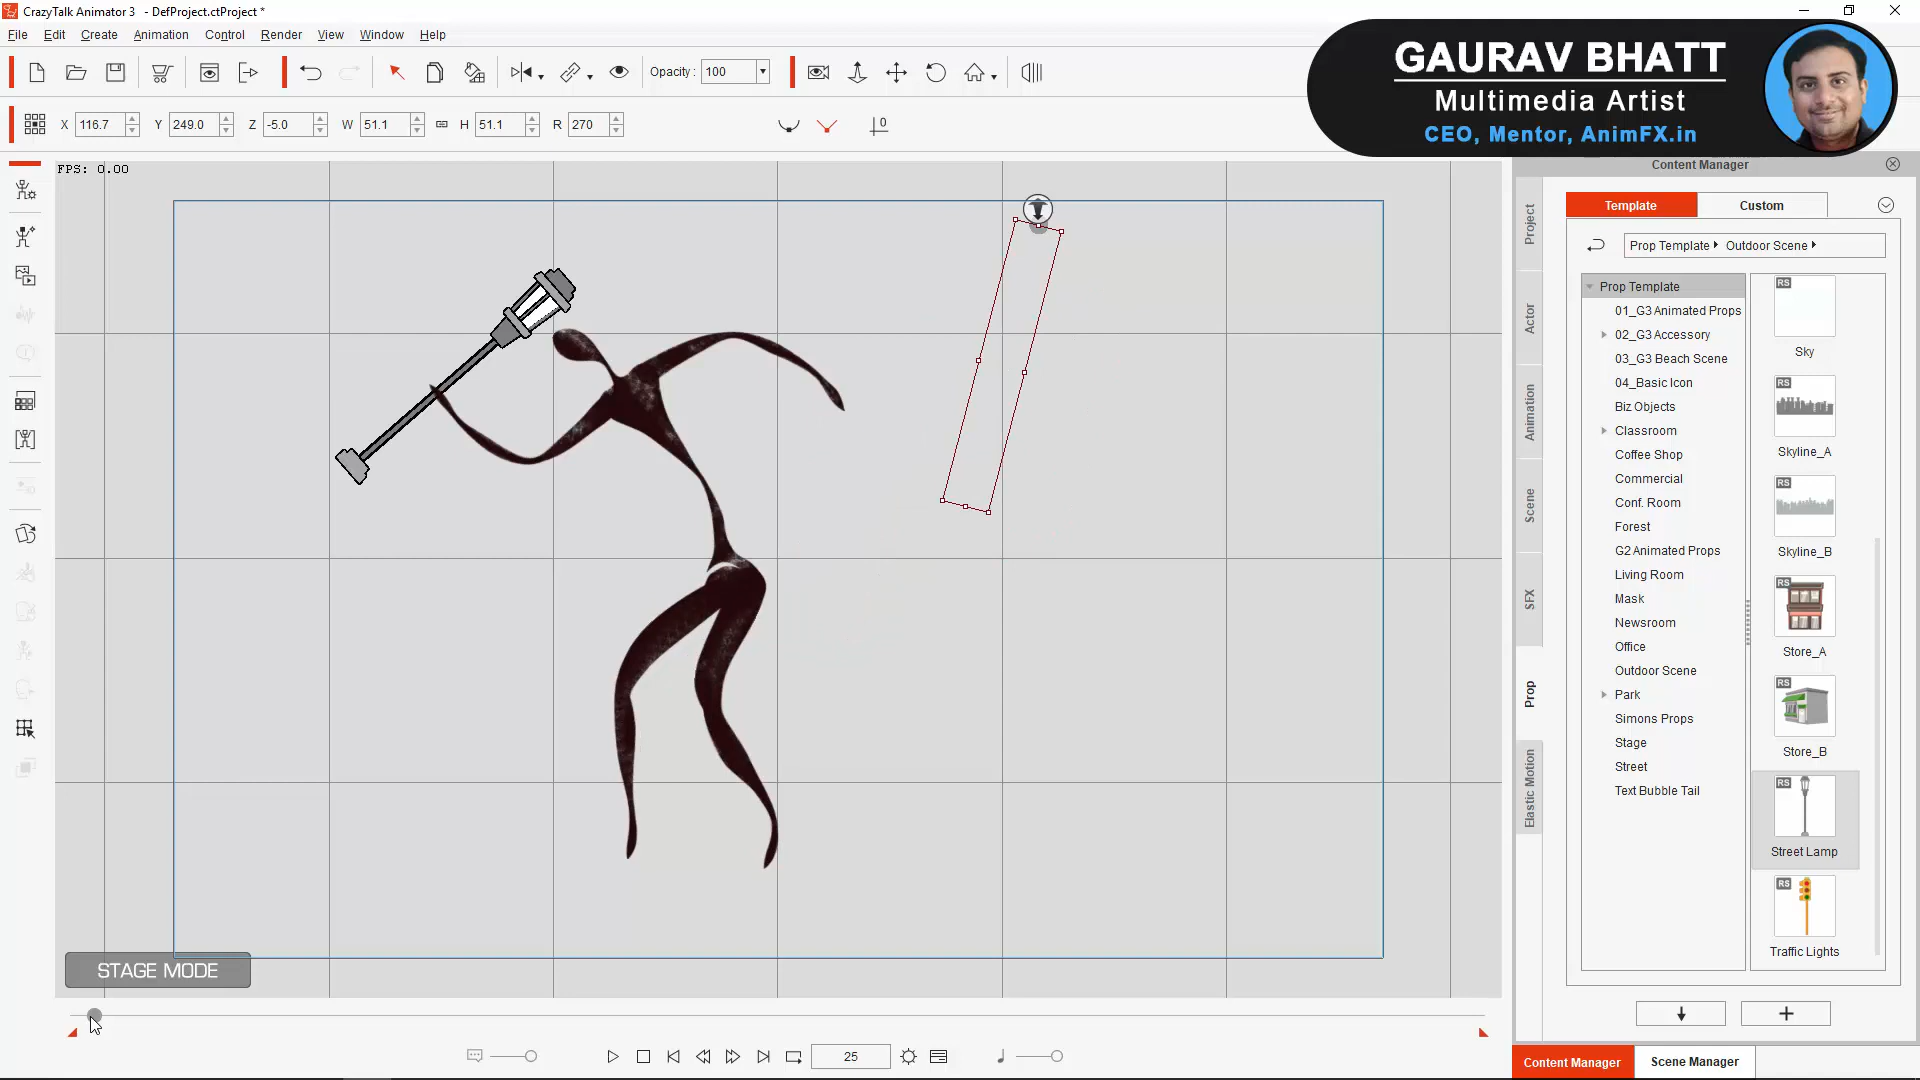 CrazyTalk Animator 3 - DefProject.ctProject *
File Edit Create Animation Control Render View Window Help
Opacity : 100
X 116.7 Y 249.0 Z -5.0 W 51.1 H 51.1 R 270
0
GAURAV BHATT
Multimedia Artist
CEO, Mentor, AnimFX.in
FPS: 0.00
STAGE MODE
25
Content Manager
Project
Actor
Animation
Scene
SFX
Prop
Elastic Motion
Template Custom
Prop Template Outdoor Scene
Prop Template
01_G3 Animated Props
02_G3 Accessory
03_G3 Beach Scene
04_Basic Icon
Biz Objects
Classroom
Coffee Shop
Commercial
Conf. Room
Forest
G2 Animated Props
Living Room
Mask
Newsroom
Office
Outdoor Scene
Park
Simons Props
Stage
Street
Text Bubble Tail
RS
Sky
RS
Skyline_A
RS
Skyline_B
RS
Store_A
RS
Store_B
RS
Street Lamp
RS
Traffic Lights
Content Manager Scene Manager